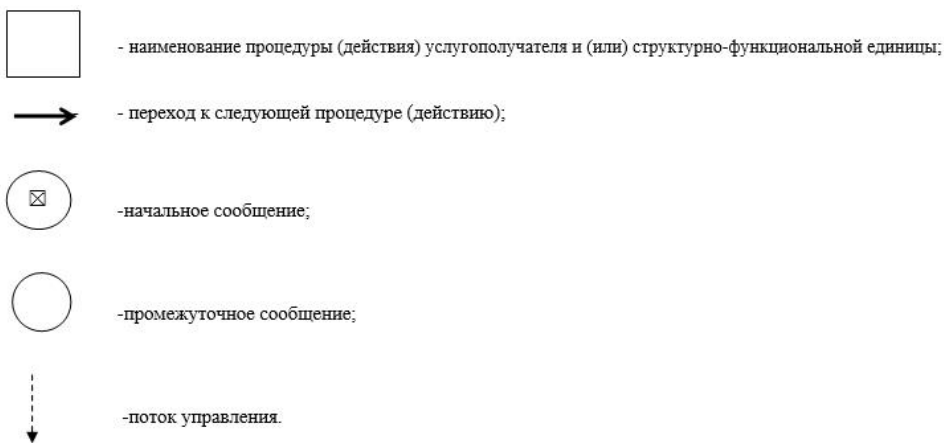 - наименование процедуры (действия) услугополучателя и (или) структурно-функциональной единицы;
- переход к следующей процедуре (действию);
-начальное сообщение;
-промежуточное сообщение;
-поток управления.